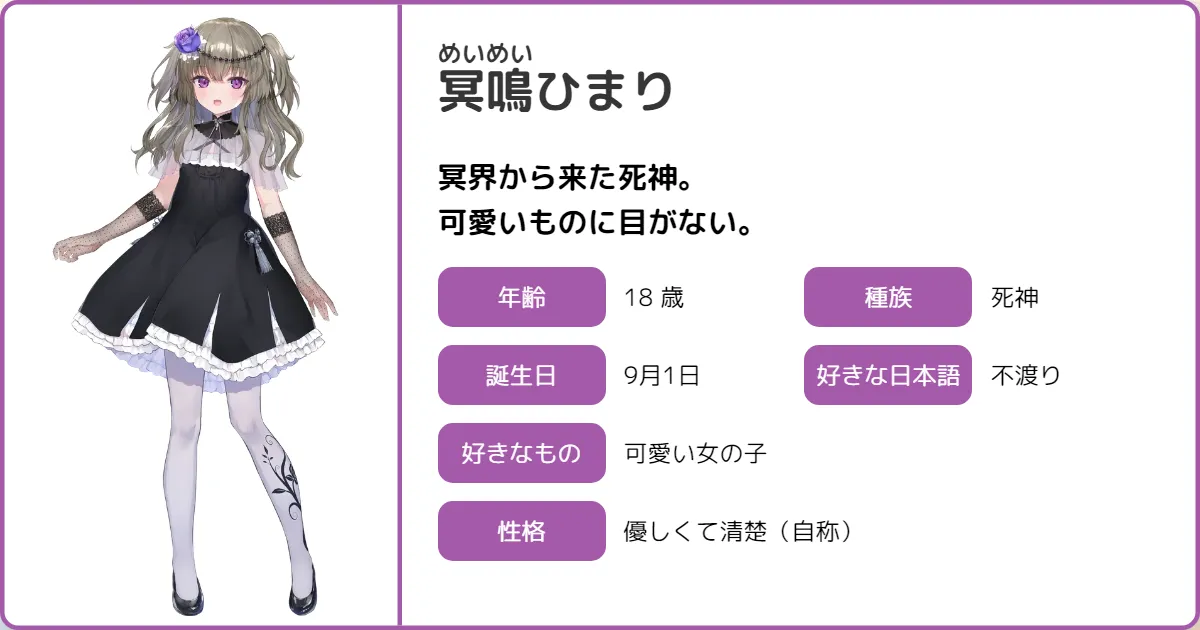 めいめい
冥鳴ひまり
冥界から来た死神。
可愛いものに目がない。
年齢 18 歳 種族 死神
誕生日 9月1日 好きな日本語 不渡り
好きなもの 可愛い女の子
性格 優しくて清楚（自称）